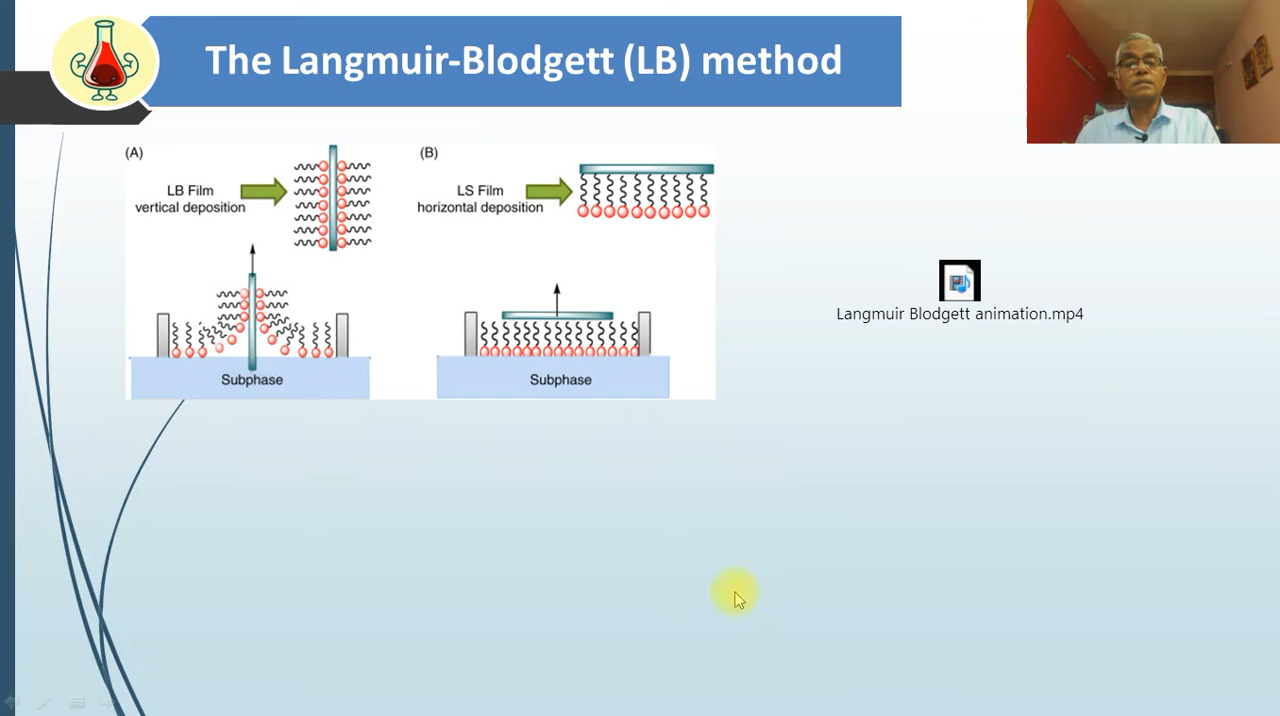 The Langmuir-Blodgett (LB) method
(A)
LB Film
vertical deposition
Subphase
(B)
LS Film
horizontal deposition
Subphase
Langmuir Blodgett animation.mp4